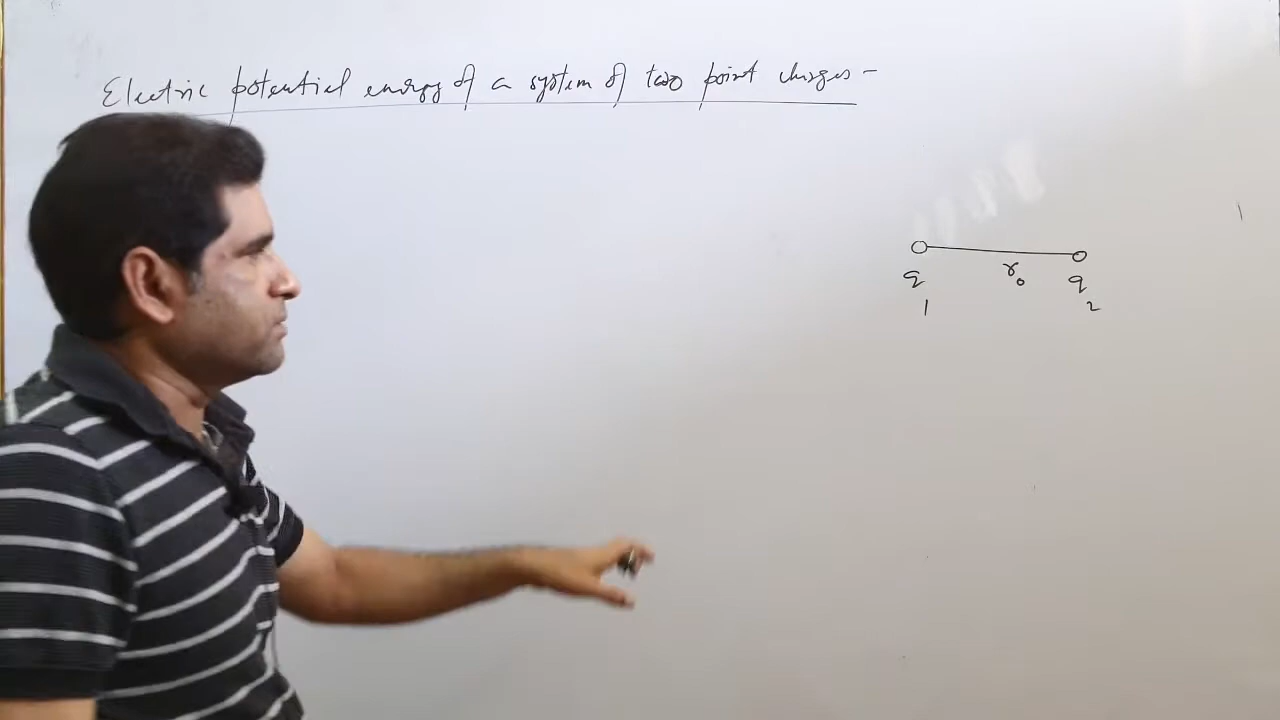 Electric potential energy of a system of two point charges -
r₀
q₁ q₂